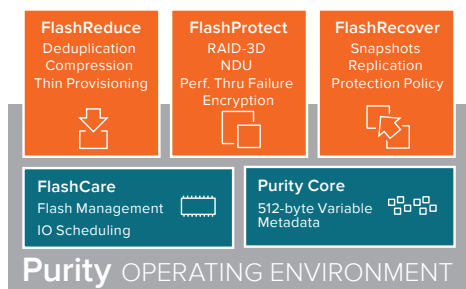 FlashReduce
Deduplication
Compression
Thin Provisioning
FlashProtect
RAID-3D
NDU
Perf. Thru Failure
Encryption
FlashRecover
Snapshots
Replication
Protection Policy
FlashCare
Flash Management
IO Scheduling
Purity Core
512-byte Variable
Metadata
Purity OPERATING ENVIRONMENT